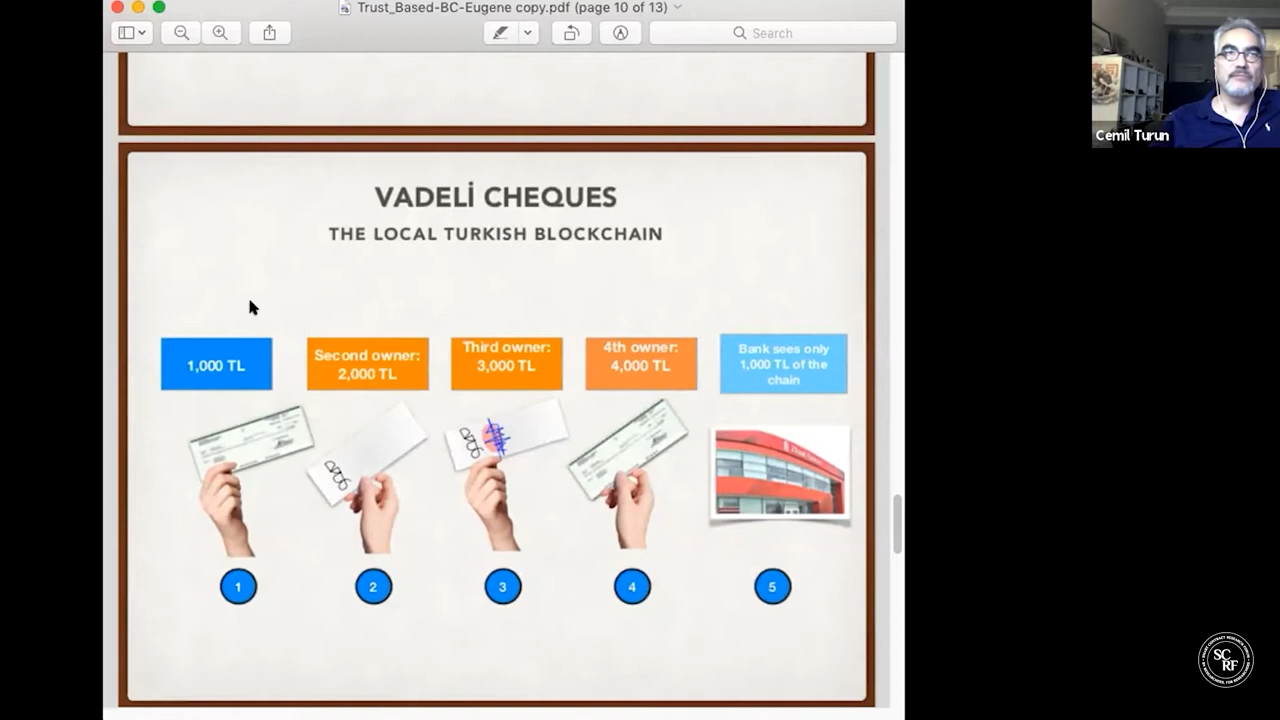 Trust_Based-BC-Eugene copy.pdf (page 10 of 13)
Search
Cemil Turun
VADELİ CHEQUES
THE LOCAL TURKISH BLOCKCHAIN
1,000 TL
Second owner:
2,000 TL
Third owner:
3,000 TL
4th owner:
4,000 TL
Bank sees only
1,000 TL of the
chain
1
2
3
4
5
SC
RF